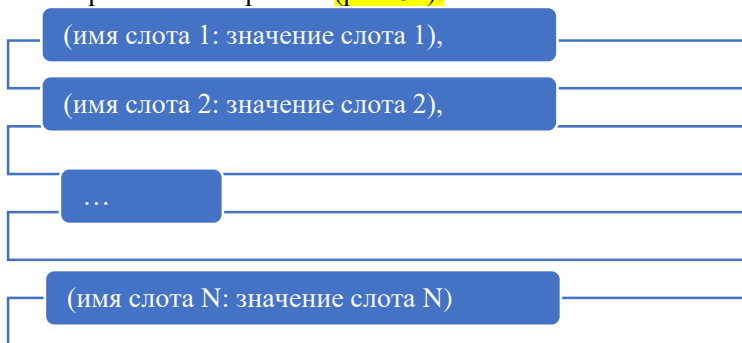 (имя слота 1: значение слота 1),
(имя слота 2: значение слота 2),
…
(имя слота N: значение слота N)